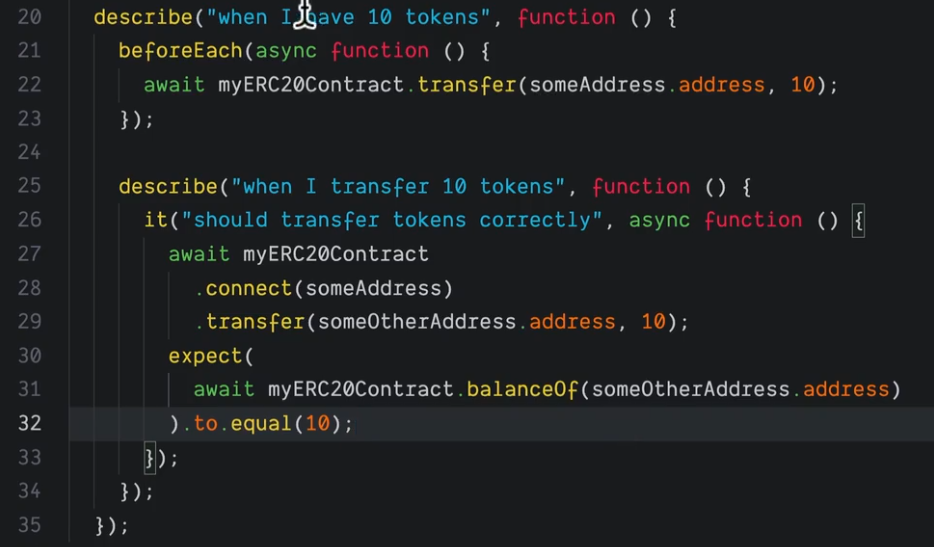 20 describe("when I have 10 tokens", function () {
21 beforeEach(async function () {
22 await myERC20Contract.transfer(someAddress.address, 10);
23 });
24
25 describe("when I transfer 10 tokens", function () {
26 it("should transfer tokens correctly", async function () {
27 await myERC20Contract
28 .connect(someAddress)
29 .transfer(someOtherAddress.address, 10);
30 expect(
31 await myERC20Contract.balanceOf(someOtherAddress.address)
32 ).to.equal(10);
33 });
34 });
35 });